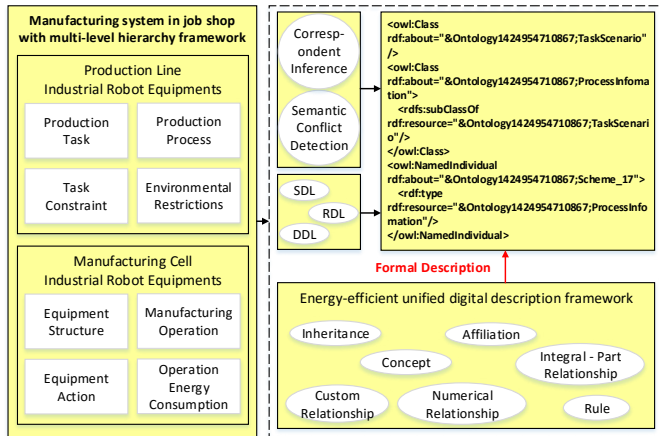 Manufacturing system in job shop
with multi-level hierarchy framework
Production Line
Industrial Robot Equipments
Production
Task
Production
Process
Task
Constraint
Environmental
Restrictions
Manufacturing Cell
Industrial Robot Equipments
Equipment
Structure
Manufacturing
Operation
Equipment
Action
Operation
Energy
Consumption
Corresp-
ondent
Inference
Semantic
Conflict
Detection
SDL
RDL
DDL
<owl:Class
rdf:about="&Ontology1424954710867;TaskScenario"
/>
<owl:Class
rdf:about="&Ontology1424954710867;ProcessInfomation">
<rdfs:subClassOf
rdf:resource="&Ontology1424954710867;TaskScenari
o"/>
</owl:Class>
<owl:NamedIndividual
rdf:about="&Ontology1424954710867;Scheme_17">
<rdf:type
rdf:resource="&Ontology1424954710867;ProcessInfo
mation"/>
</owl:NamedIndividual>
Formal Description
Energy-efficient unified digital description framework
Inheritance
Affiliation
Concept
Integral - Part
Relationship
Custom
Relationship
Numerical
Relationship
Rule